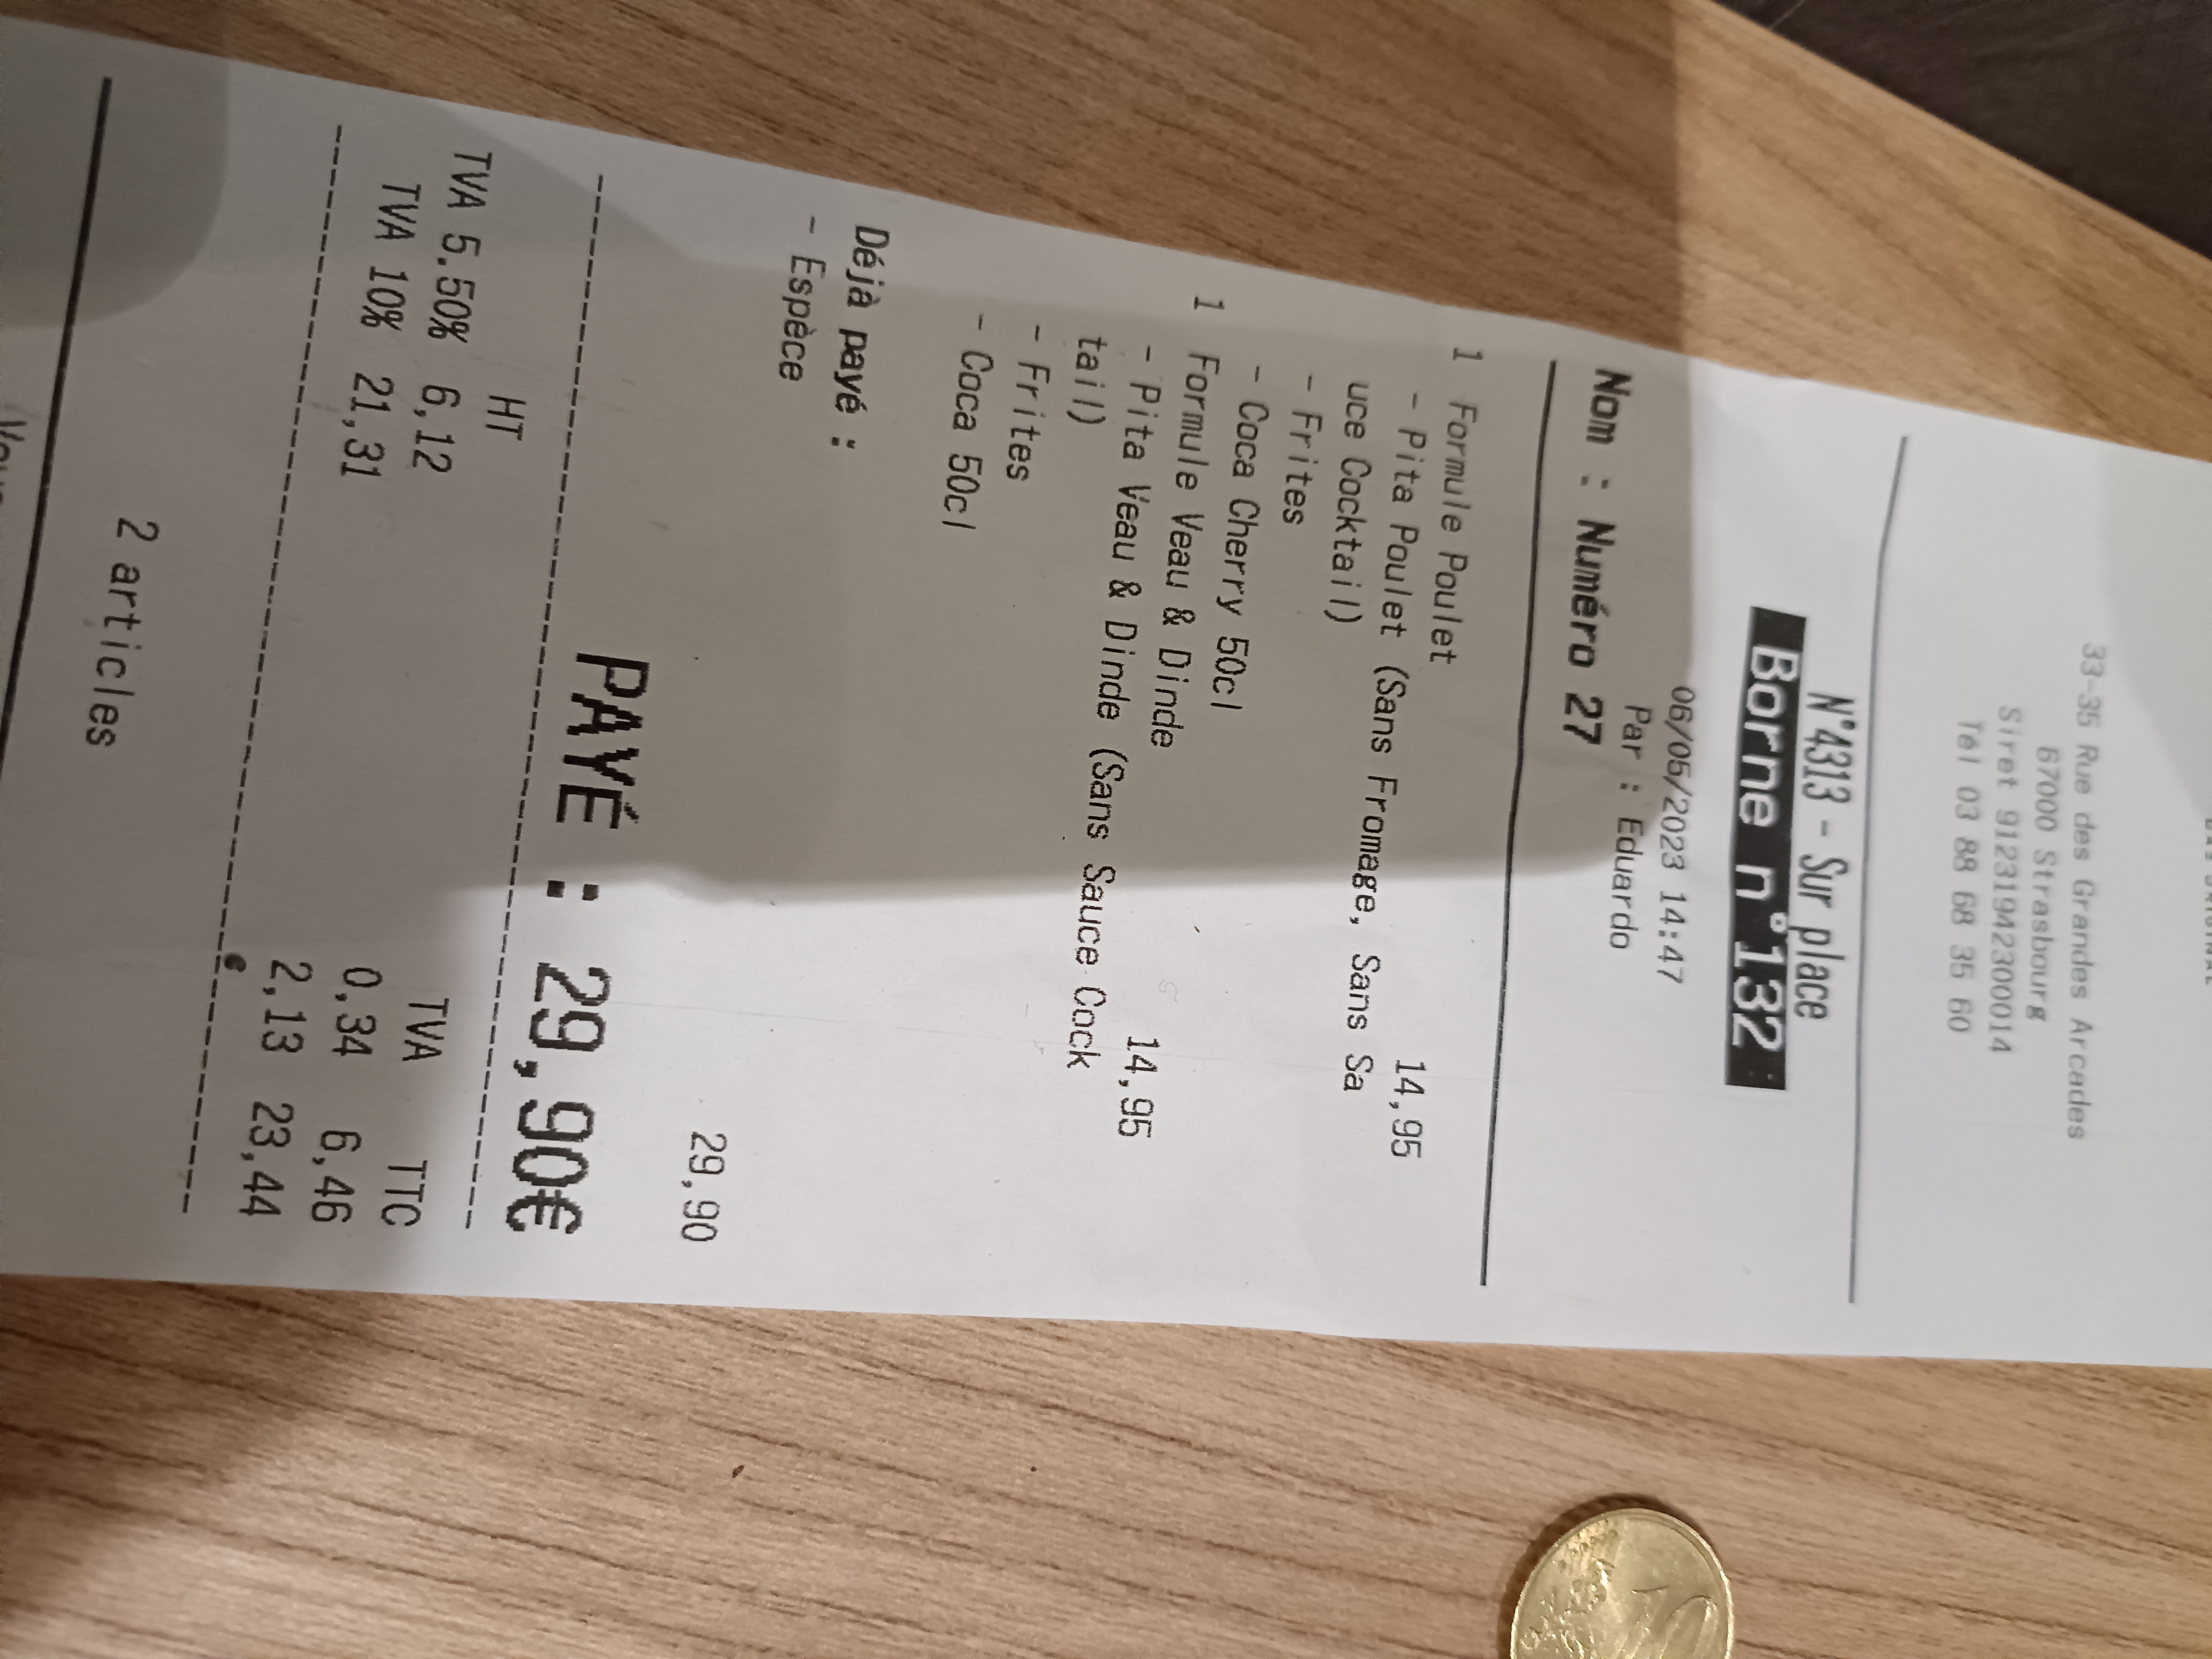 33-35 Rue des Grandes Arcades
67000 Strasbourg
Siret 91231942300014
Tél 03 88 68 35 60
N°4313 - Sur place
Borne n°132
06/05/2023 14:47
Par : Eduardo
Nom : Numéro 27
1 Formule Poulet 14,95
- Pita Poulet (Sans Fromage, Sans Sa
uce Cocktail)
- Frites
- Coca Cherry 50cl
1 Formule Veau & Dinde 14,95
- Pita Veau & Dinde (Sans Sauce Cock
tail)
- Frites
- Coca 50cl
Déjà payé :
- Espèce 29,90
PAYÉ : 29,90€
HT TVA TTC
TVA 5.50% 6,12 0,34 6,46
TVA 10% 21,31 2,13 23,44
2 articles
10